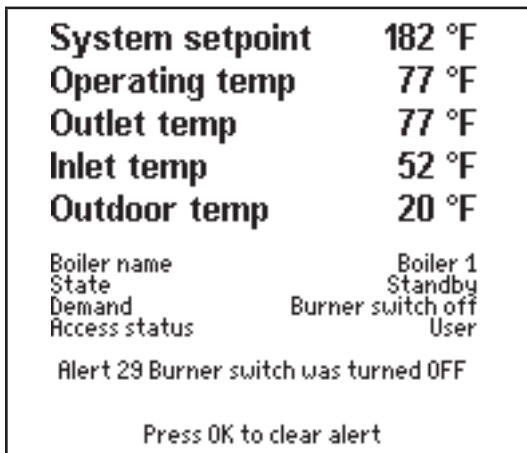 System setpoint 182 °F
Operating temp 77 °F
Outlet temp 77 °F
Inlet temp 52 °F
Outdoor temp 20 °F
Boiler name Boiler 1
State Standby
Demand Burner switch off
Access status User
Alert 29 Burner switch was turned OFF
Press OK to clear alert